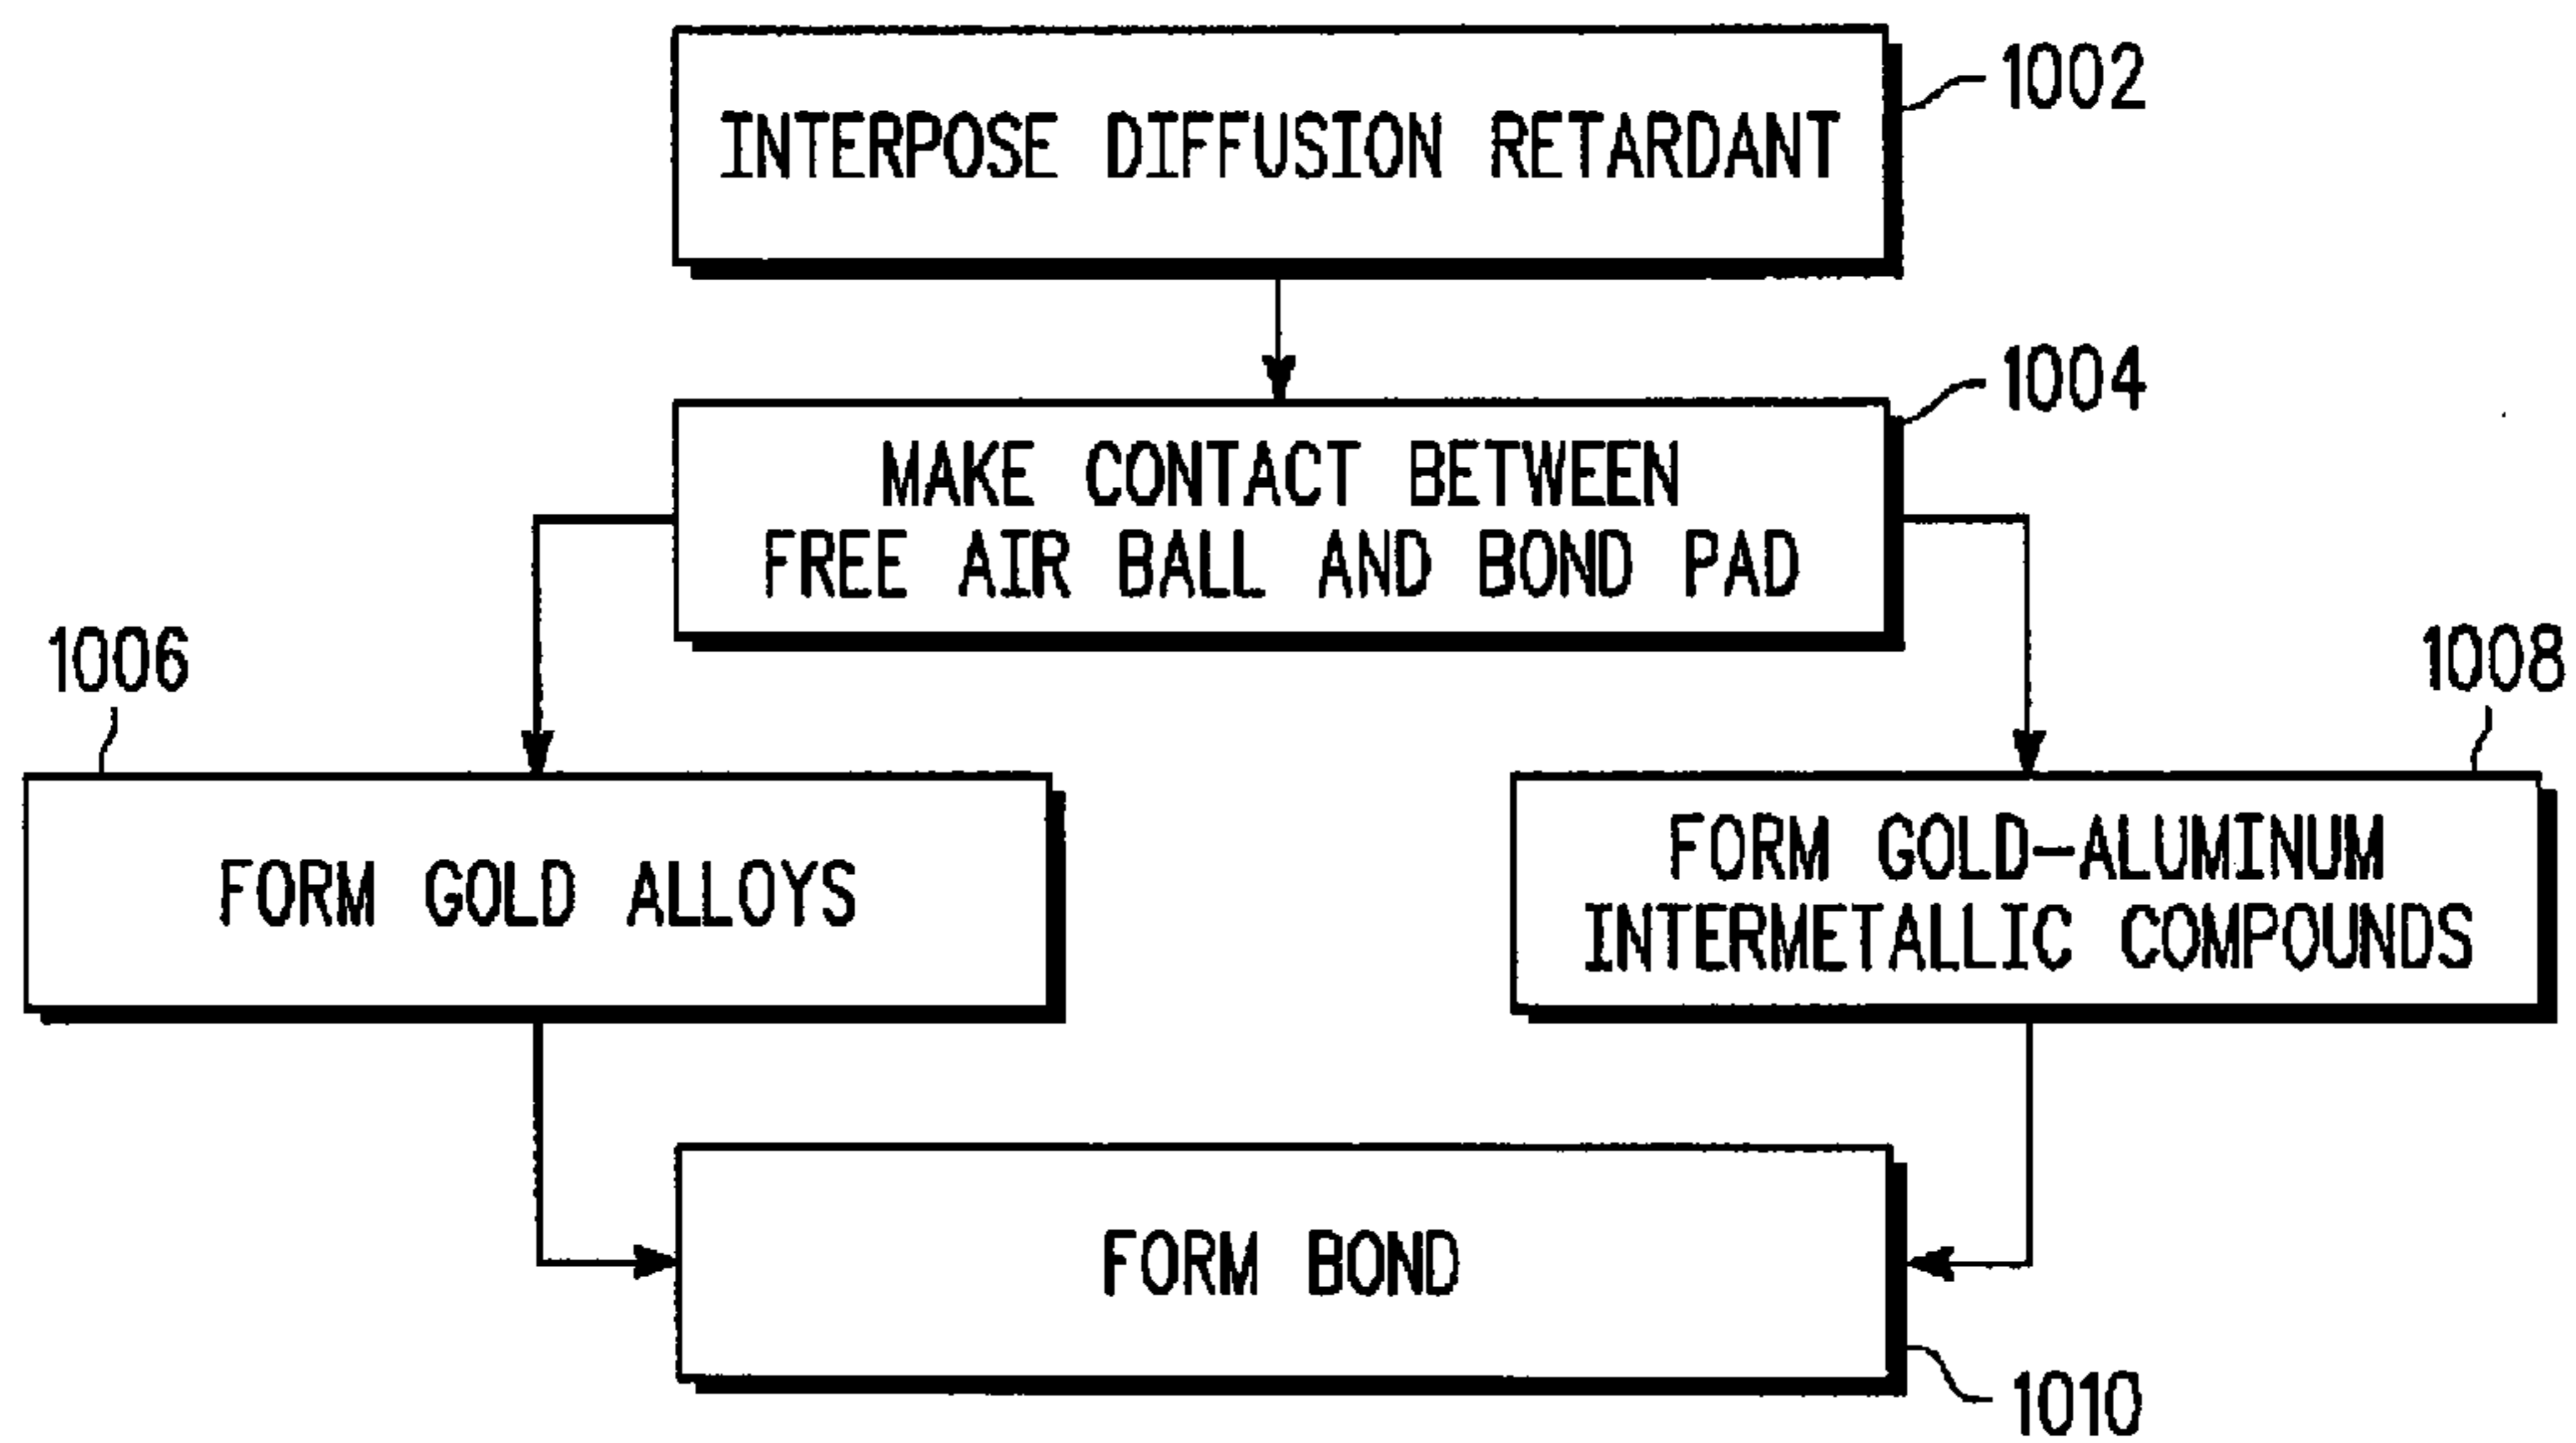 INTERPOSE DIFFUSION RETARDANT
1002
1004
MAKE CONTACT BETWEEN
FREE AIR BALL AND BOND PAD
1006
1008
FORM GOLD ALLOYS
FORM GOLD-ALUMINUM
INTERMETALLIC COMPOUNDS
FORM BOND
1010